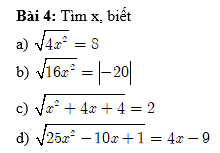 Bài 4: Tìm x, biết
a) √(4x²) = 8
b) √(16x²) = |−20|
c) √(x² + 4x + 4) = 2
d) √(25x² − 10x + 1) = 4x − 9